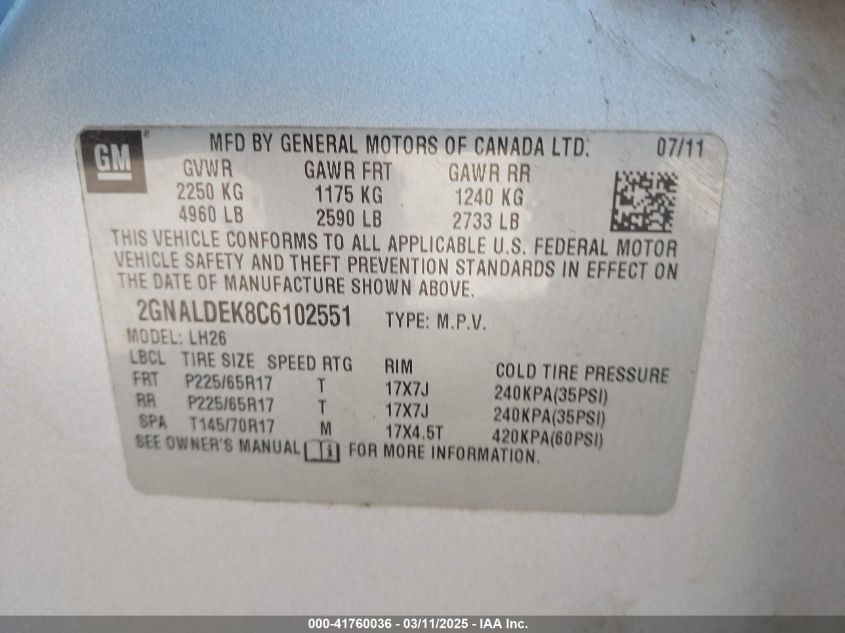 GM® MFD BY GENERAL MOTORS OF CANADA LTD. 07/11
GVWR GAWR FRT GAWR RR
2250 KG 1175 KG 1240 KG
4960 LB 2590 LB 2733 LB
THIS VEHICLE CONFORMS TO ALL APPLICABLE U.S. FEDERAL MOTOR
VEHICLE SAFETY AND THEFT PREVENTION STANDARDS IN EFFECT ON
THE DATE OF MANUFACTURE SHOWN ABOVE.
2GNALDEK8C6102551 TYPE: M.P.V.
MODEL: LH26
LBCL TIRE SIZE SPEED RTG RIM COLD TIRE PRESSURE
FRT P225/65R17 T 17X7J 240KPA(35PSI)
RR P225/65R17 T 17X7J 240KPA(35PSI)
SPA T145/70R17 M 17X4.5T 420KPA(60PSI)
SEE OWNER'S MANUAL FOR MORE INFORMATION.
000-41760036 - 03/11/2025 - IAA Inc.